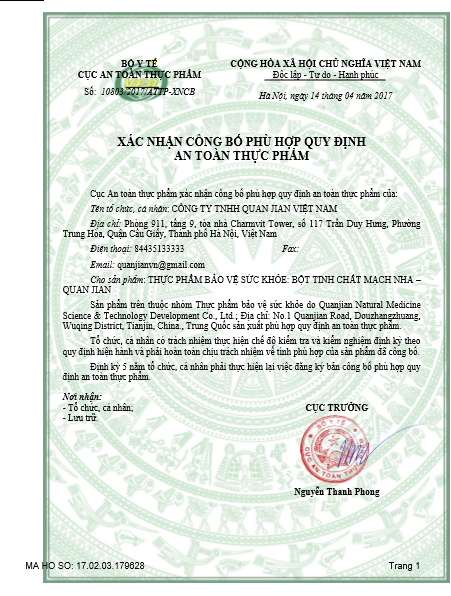 BỘ Y TẾ
CỤC AN TOÀN THỰC PHẨM
Số: 10803/2017/ATTP-XNCB
CỘNG HÒA XÃ HỘI CHỦ NGHĨA VIỆT NAM
Độc lập - Tự do - Hạnh phúc
Hà Nội, ngày 14 tháng 04 năm 2017
XÁC NHẬN CÔNG BỐ PHÙ HỢP QUY ĐỊNH
AN TOÀN THỰC PHẨM
Cục An toàn thực phẩm xác nhận công bố phù hợp quy định an toàn thực phẩm của:
Tên tổ chức, cá nhân: CÔNG TY TNHH QUAN JIAN VIỆT NAM
Địa chỉ: Phòng 911, tầng 9, tòa nhà Charmvit Tower, số 117 Trần Duy Hưng, Phường
Trung Hòa, Quận Cầu Giấy, Thành phố Hà Nội, Việt Nam
Điện thoại: 84435133333 Fax:
Email: quanjianvn@gmail.com
Cho sản phẩm: THỰC PHẨM BẢO VỆ SỨC KHỎE: BỘT TINH CHẤT MẠCH NHA –
QUAN JIAN
Sản phẩm trên thuộc nhóm Thực phẩm bảo vệ sức khỏe do Quanjian Natural Medicine
Science & Technology Development Co., Ltd.; Địa chỉ: No.1 Quanjian Road, Douzhangzhuang,
Wuqing District, Tianjin, China., Trung Quốc sản xuất phù hợp quy định an toàn thực phẩm.
Tổ chức, cá nhân có trách nhiệm thực hiện chế độ kiểm tra và kiểm nghiệm định kỳ theo
quy định hiện hành và phải hoàn toàn chịu trách nhiệm về tính phù hợp của sản phẩm đã công bố.
Định kỳ 5 năm tổ chức, cá nhân phải thực hiện lại việc đăng ký bản công bố phù hợp quy
định an toàn thực phẩm.
Nơi nhận:
- Tổ chức, cá nhân;
- Lưu trữ.
CỤC TRƯỞNG
BỘ Y TẾ
CỤC AN TOÀN THỰC
Nguyễn Thanh Phong
MA HO SO: 17.02.03.179628
Trang 1